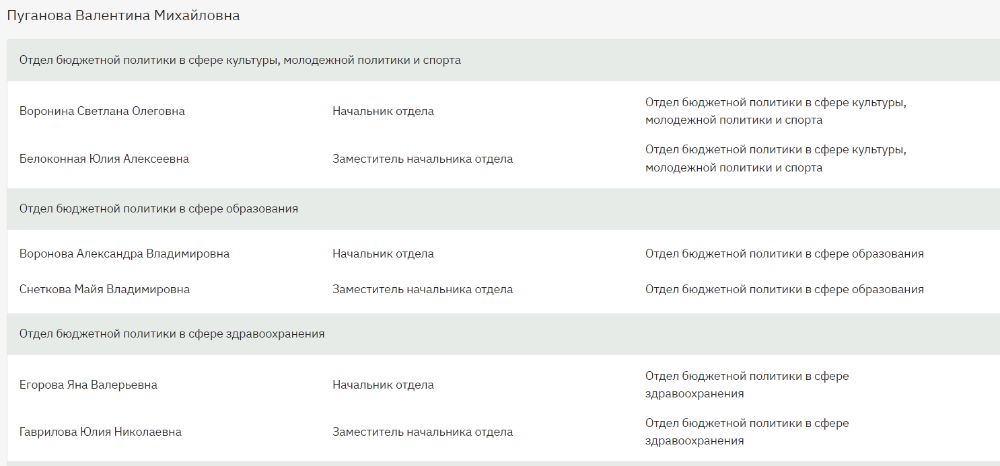 Пуганова Валентина Михайловна
Отдел бюджетной политики в сфере культуры, молодежной политики и спорта
Воронина Светлана Олеговна
Начальник отдела
Отдел бюджетной политики в сфере культуры,
молодежной политики и спорта
Белоконная Юлия Алексеевна
Заместитель начальника отдела
Отдел бюджетной политики в сфере культуры,
молодежной политики и спорта
Отдел бюджетной политики в сфере образования
Воронова Александра Владимировна
Начальник отдела
Отдел бюджетной политики в сфере образования
Снеткова Майя Владимировна
Заместитель начальника отдела
Отдел бюджетной политики в сфере образования
Отдел бюджетной политики в сфере здравоохранения
Егорова Яна Валерьевна
Начальник отдела
Отдел бюджетной политики в сфере
здравоохранения
Гаврилова Юлия Николаевна
Заместитель начальника отдела
Отдел бюджетной политики в сфере
здравоохранения